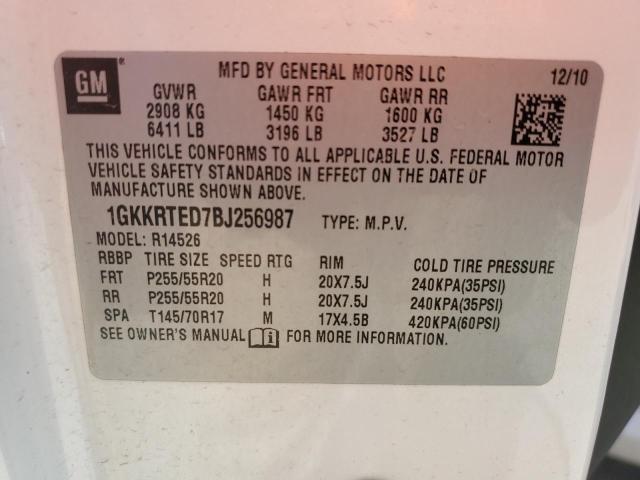 GM MFD BY GENERAL MOTORS LLC 12/10
GVWR GAWR FRT GAWR RR
2908 KG 1450 KG 1600 KG
6411 LB 3196 LB 3527 LB
THIS VEHICLE CONFORMS TO ALL APPLICABLE U.S. FEDERAL MOTOR
VEHICLE SAFETY STANDARDS IN EFFECT ON THE DATE OF
MANUFACTURE SHOWN ABOVE.
1GKKRTED7BJ256987 TYPE: M.P.V.
MODEL: R14526
RBBP TIRE SIZE SPEED RTG RIM COLD TIRE PRESSURE
FRT P255/55R20 H 20X7.5J 240KPA(35PSI)
RR P255/55R20 H 20X7.5J 240KPA(35PSI)
SPA T145/70R17 M 17X4.5B 420KPA(60PSI)
SEE OWNER'S MANUAL i FOR MORE INFORMATION.